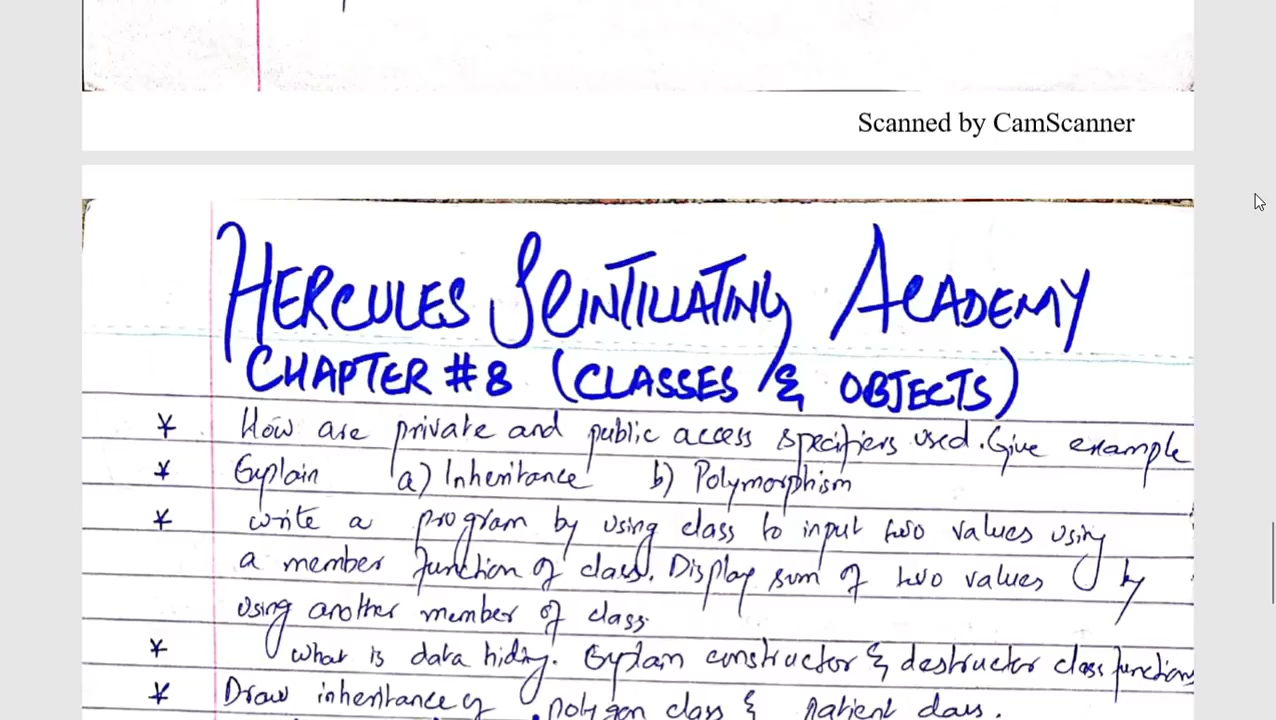 Scanned by CamScanner
HERCULES SCINTILLATING ACADEMY
CHAPTER #8 (CLASSES & OBJECTS)
How are private and public access specifiers used. Give example
Explain a) Inheritance b) Polymorphism
write a program by using class to input two values using
a member function of class. Display sum of two values by
using another member of class.
what is data hiding. Explain constructor & destructor class functions
Draw inheritance of polygon class & patient class.